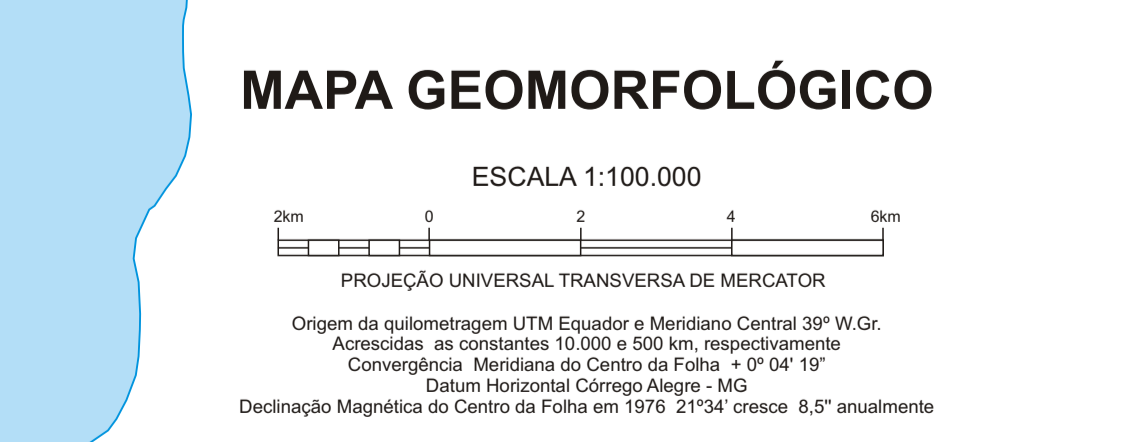 MAPA GEOMORFOLÓGICO
ESCALA 1:100.000
2km 0 2 4 6km
PROJEÇÃO UNIVERSAL TRANSVERSA DE MERCATOR
Origem da quilometragem UTM Equador e Meridiano Central 39º W.Gr.
Acrescidas as constantes 10.000 e 500 km, respectivamente
Convergência Meridiana do Centro da Folha + 0º 04' 19”
Datum Horizontal Córrego Alegre - MG
Declinação Magnética do Centro da Folha em 1976 21º34’ cresce 8,5" anualmente